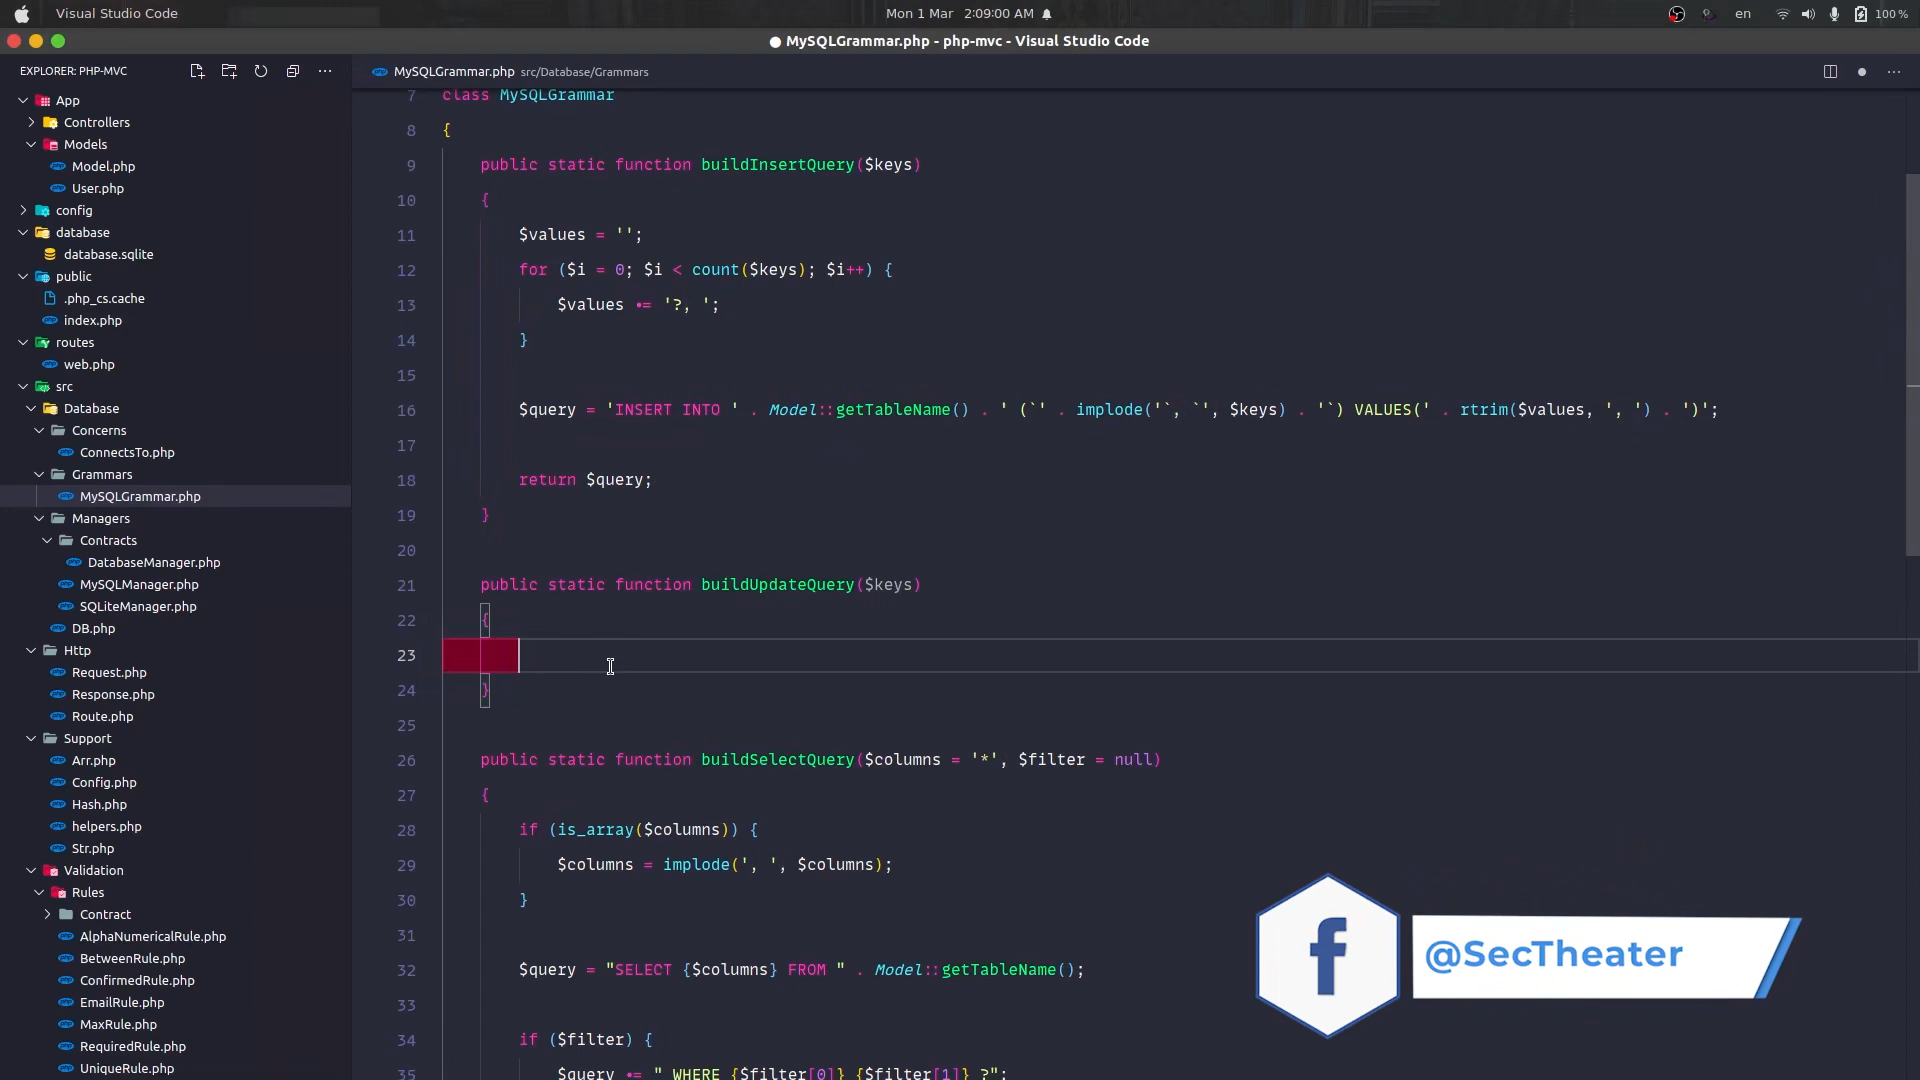 Visual Studio Code
Mon 1 Mar 2:09:00 AM
en
100 %
● MySQLGrammar.php - php-mvc - Visual Studio Code
EXPLORER: PHP-MVC
App
Controllers
Models
Model.php
User.php
config
database
database.sqlite
public
.php_cs.cache
index.php
routes
web.php
src
Database
Concerns
ConnectsTo.php
Grammars
MySQLGrammar.php
Managers
Contracts
DatabaseManager.php
MySQLManager.php
SQLiteManager.php
DB.php
Http
Request.php
Response.php
Route.php
Support
Arr.php
Config.php
Hash.php
helpers.php
Str.php
Validation
Rules
Contract
AlphaNumericalRule.php
BetweenRule.php
ConfirmedRule.php
EmailRule.php
MaxRule.php
RequiredRule.php
UniqueRule.php
MySQLGrammar.php src/Database/Grammars
7 class MySQLGrammar
8 {
9 public static function buildInsertQuery($keys)
10 {
11 $values = '';
12 for ($i = 0; $i < count($keys); $i++) {
13 $values .= '?, ';
14 }
15
16 $query = 'INSERT INTO ' . Model::getTableName() . ' (`' . implode('`, `', $keys) . '`) VALUES(' . rtrim($values, ', ') . ')';
17
18 return $query;
19 }
20
21 public static function buildUpdateQuery($keys)
22 {
23
24 }
25
26 public static function buildSelectQuery($columns = '*', $filter = null)
27 {
28 if (is_array($columns)) {
29 $columns = implode(', ', $columns);
30 }
31
32 $query = "SELECT {$columns} FROM " . Model::getTableName();
33
34 if ($filter) {
35 $query .= " WHERE {$filter[0]} {$filter[1]} ?";
f
@SecTheater